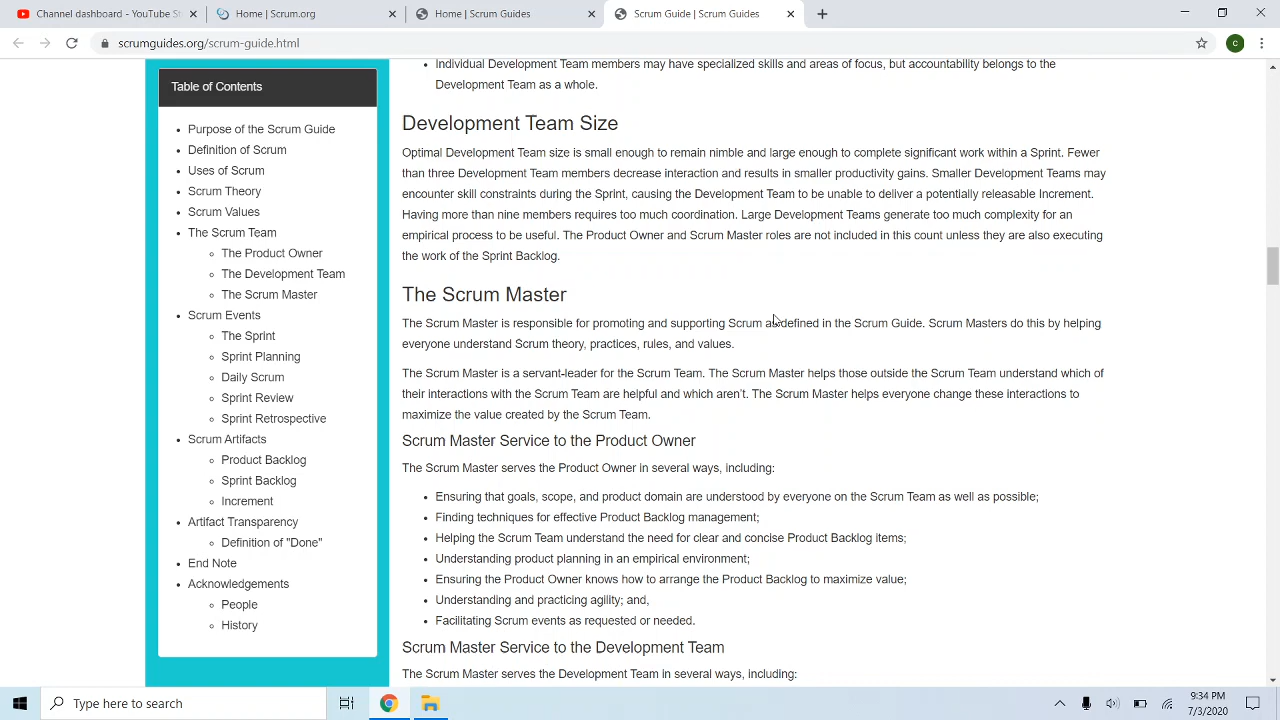 Channel dashboard - YouTube S
Home | Scrum.org
Home | Scrum Guides
Scrum Guide | Scrum Guides
scrumguides.org/scrum-guide.html
c
Table of Contents
Purpose of the Scrum Guide
Definition of Scrum
Uses of Scrum
Scrum Theory
Scrum Values
The Scrum Team
The Product Owner
The Development Team
The Scrum Master
Scrum Events
The Sprint
Sprint Planning
Daily Scrum
Sprint Review
Sprint Retrospective
Scrum Artifacts
Product Backlog
Sprint Backlog
Increment
Artifact Transparency
Definition of "Done"
End Note
Acknowledgements
People
History
Individual Development Team members may have specialized skills and areas of focus, but accountability belongs to the
Development Team as a whole.
Development Team Size
Optimal Development Team size is small enough to remain nimble and large enough to complete significant work within a Sprint. Fewer
than three Development Team members decrease interaction and results in smaller productivity gains. Smaller Development Teams may
encounter skill constraints during the Sprint, causing the Development Team to be unable to deliver a potentially releasable Increment.
Having more than nine members requires too much coordination. Large Development Teams generate too much complexity for an
empirical process to be useful. The Product Owner and Scrum Master roles are not included in this count unless they are also executing
the work of the Sprint Backlog.
The Scrum Master
The Scrum Master is responsible for promoting and supporting Scrum as defined in the Scrum Guide. Scrum Masters do this by helping
everyone understand Scrum theory, practices, rules, and values.
The Scrum Master is a servant-leader for the Scrum Team. The Scrum Master helps those outside the Scrum Team understand which of
their interactions with the Scrum Team are helpful and which aren't. The Scrum Master helps everyone change these interactions to
maximize the value created by the Scrum Team.
Scrum Master Service to the Product Owner
The Scrum Master serves the Product Owner in several ways, including:
Ensuring that goals, scope, and product domain are understood by everyone on the Scrum Team as well as possible;
Finding techniques for effective Product Backlog management;
Helping the Scrum Team understand the need for clear and concise Product Backlog items;
Understanding product planning in an empirical environment;
Ensuring the Product Owner knows how to arrange the Product Backlog to maximize value;
Understanding and practicing agility; and,
Facilitating Scrum events as requested or needed.
Scrum Master Service to the Development Team
The Scrum Master serves the Development Team in several ways, including:
Type here to search
9:34 PM
7/3/2020